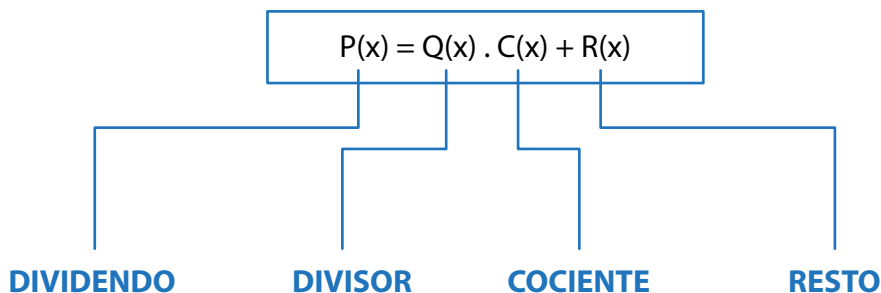 P(x) = Q(x) . C(x) + R(x)
DIVIDENDO DIVISOR COCIENTE RESTO